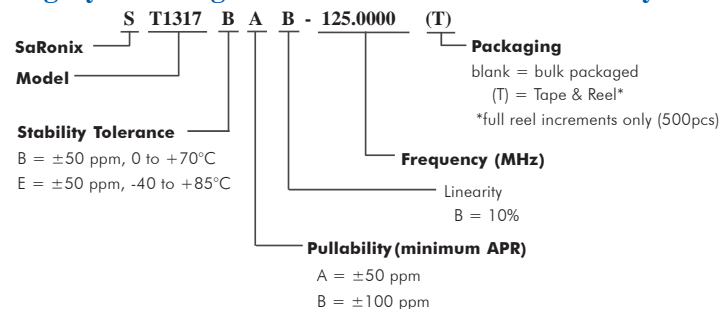 S T1317 B A B - 125.0000 (T)
SaRonix
Model
Packaging
blank = bulk packaged
(T) = Tape & Reel*
*full reel increments only (500pcs)
Stability Tolerance
B = ±50 ppm, 0 to +70°C
E = ±50 ppm, -40 to +85°C
Frequency (MHz)
Linearity
B = 10%
Pullability (minimum APR)
A = ±50 ppm
B = ±100 ppm